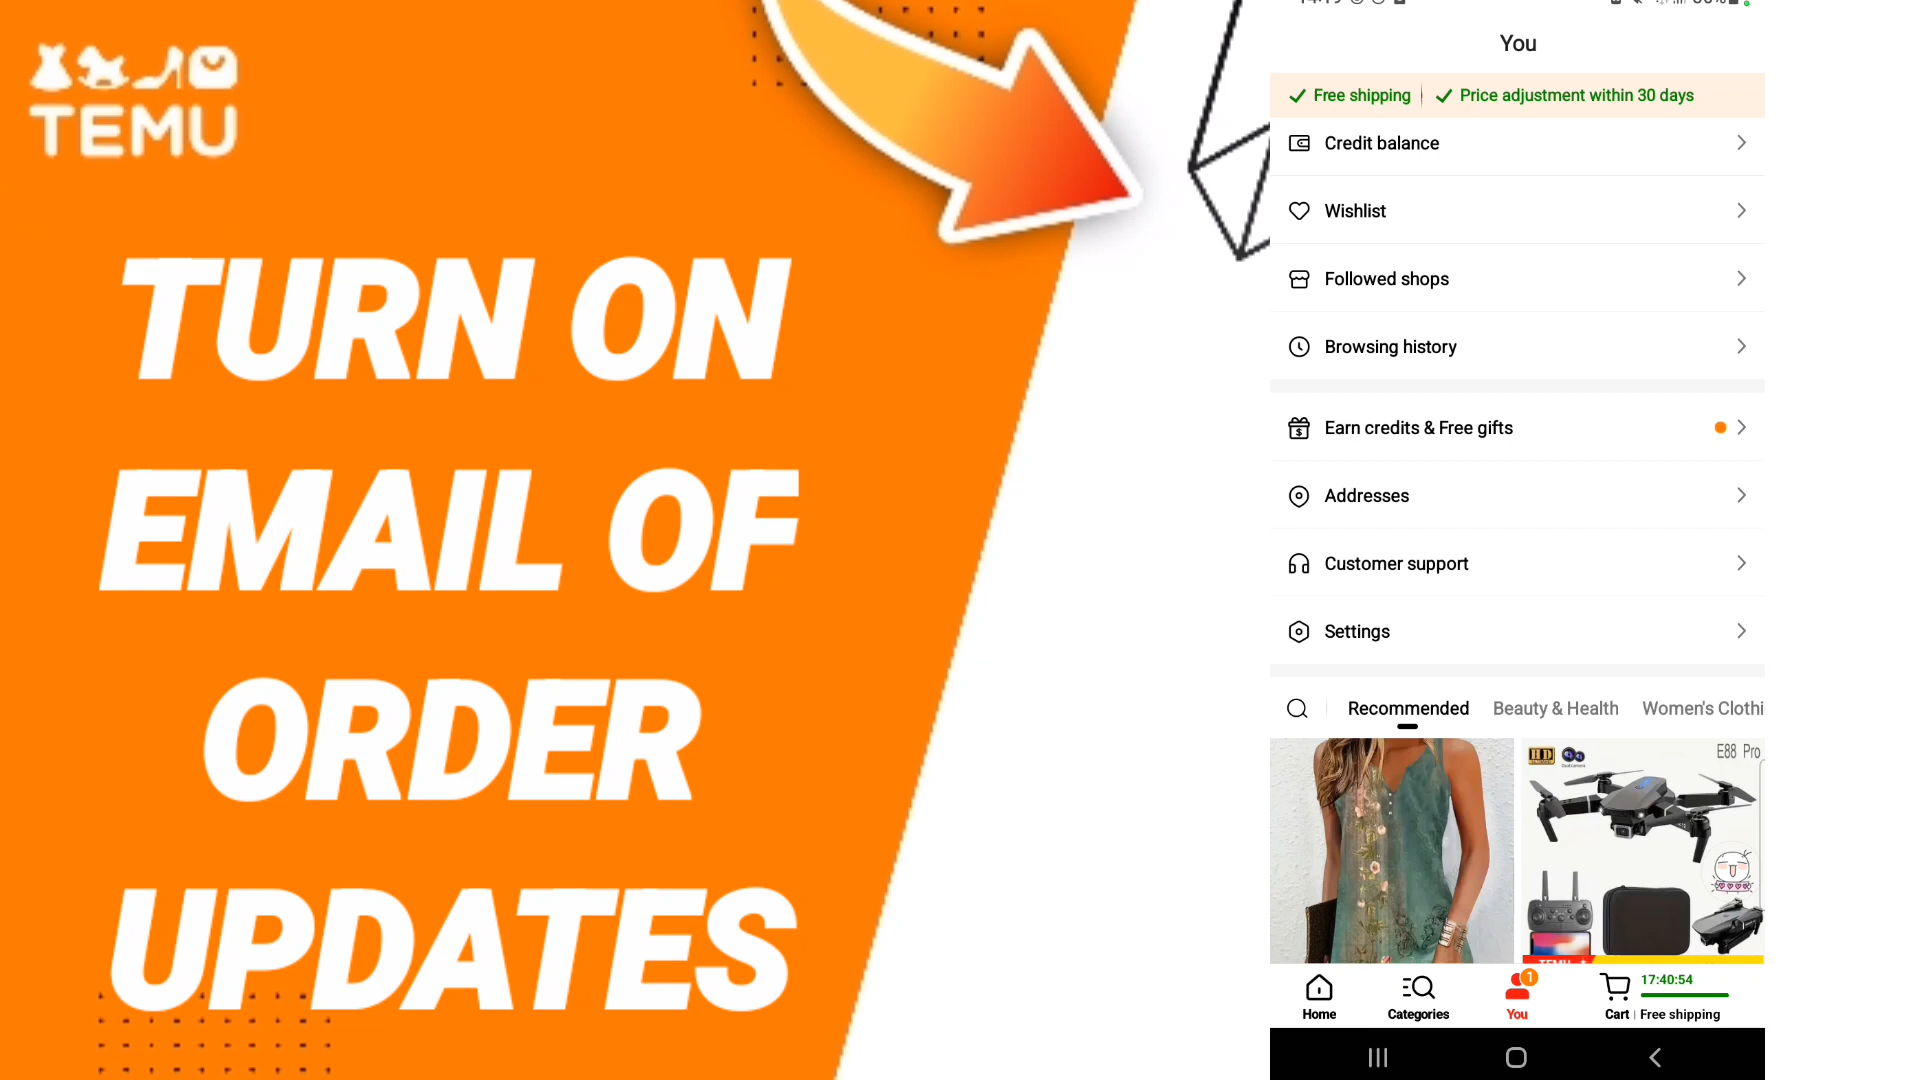 TEMU
TURN ON
EMAIL OF
ORDER
UPDATES
You
Free shipping
Price adjustment within 30 days
Credit balance
Wishlist
Followed shops
Browsing history
Earn credits & Free gifts
Addresses
Customer support
Settings
Recommended Beauty & Health Women's Clothi
HD
E88 Pro
TEMU
1
17:40:54
Home Categories You Cart Free shipping